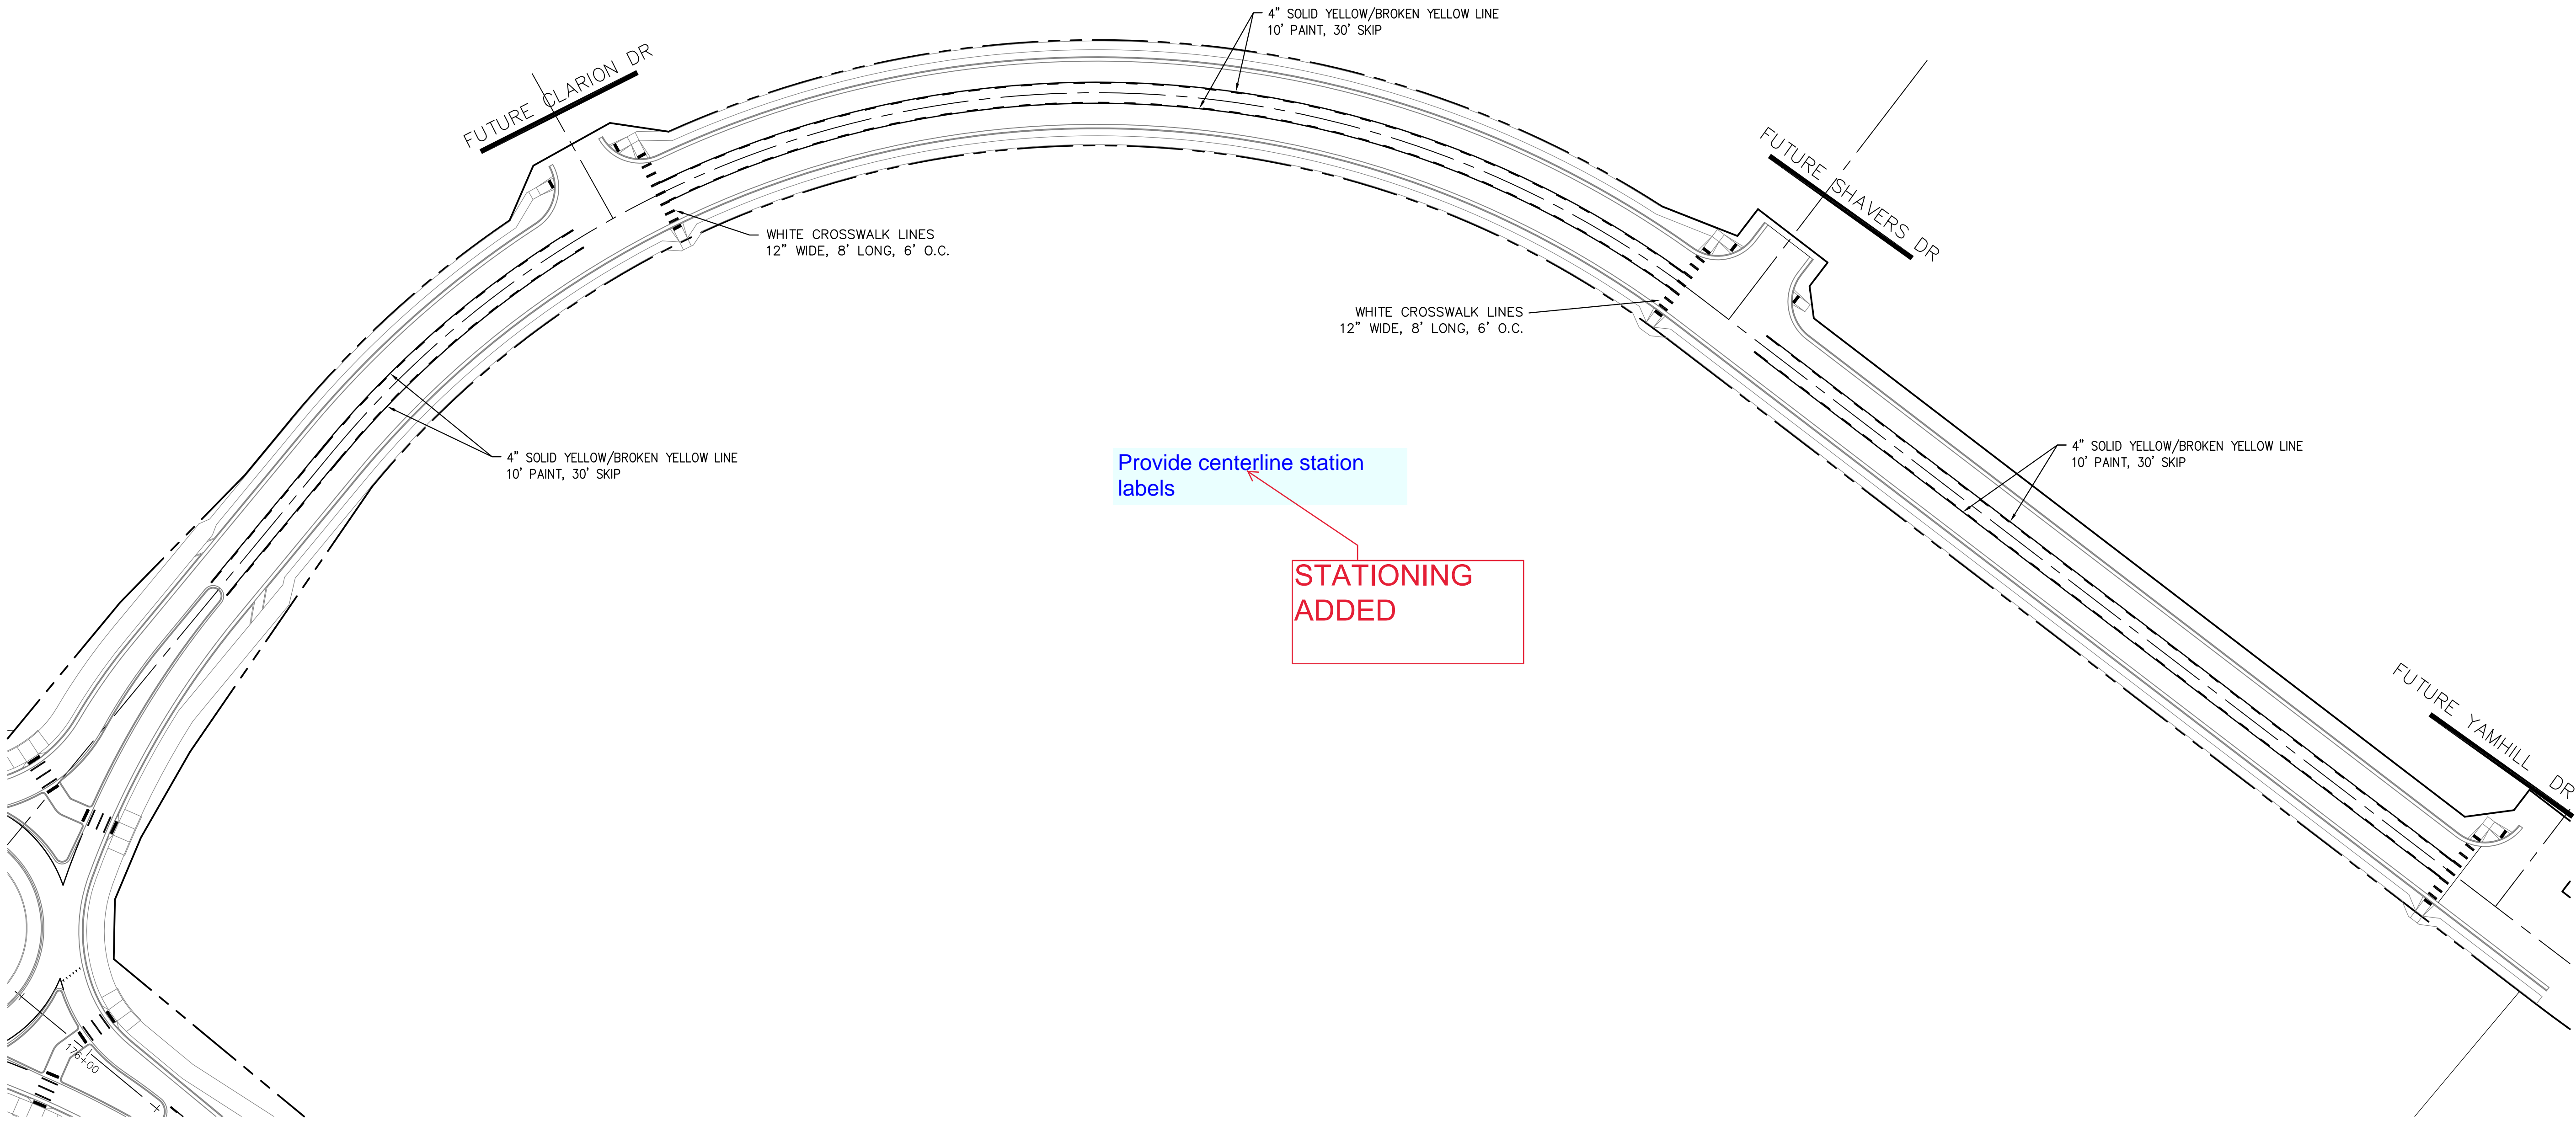 4" SOLID YELLOW/BROKEN YELLOW LINE
10' PAINT, 30' SKIP
FUTURE CLARION DR
FUTURE SHAVERS DR
WHITE CROSSWALK LINES
12" WIDE, 8' LONG, 6' O.C.
WHITE CROSSWALK LINES
12" WIDE, 8' LONG, 6' O.C.
4" SOLID YELLOW/BROKEN YELLOW LINE
10' PAINT, 30' SKIP
4" SOLID YELLOW/BROKEN YELLOW LINE
10' PAINT, 30' SKIP
Provide centerline station
labels
STATIONING
ADDED
FUTURE YAMHILL DR
176+00